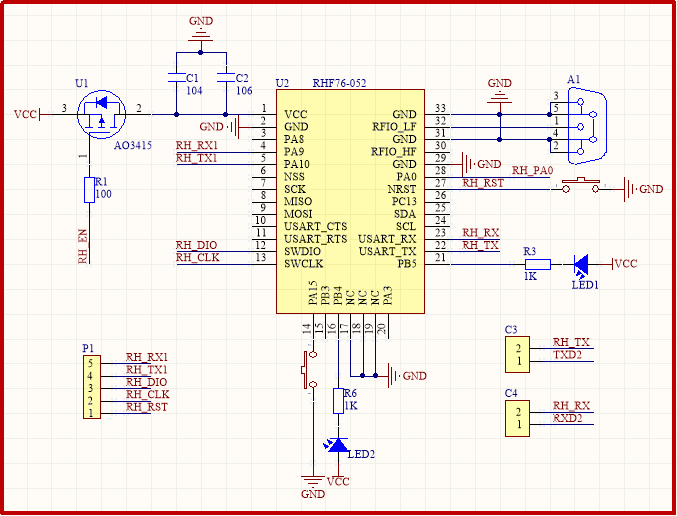 GND
U1
VCC
3
2
AO3415
1
R1
100
RH_EN
C1
104
C2
106
GND
U2
RHF76-052
1 VCC
2 GND
3 PA8
RH_RX1 4 PA9
RH_TX1 5 PA10
6 NSS
7 SCK
8 MISO
9 MOSI
10 USART_CTS
11 USART_RTS
RH_DIO 12 SWDIO
RH_CLK 13 SWCLK
GND 33
RFIO_LF 32
GND 31
RFIO_HF 30
GND 29 GND
PA0 28 RH_PA0
NRST 27 RH_RST
PC13 26
SDA 25
SCL 24
USART_RX 23 RH_RX
USART_TX 22 RH_TX
PB5 21
GND
A1
3
5
1
4
2
GND
R3
1K
LED1
VCC
PA15 PB3 PB4 NC NC NC PA3
14 15 16 17 18 19 20
GND
R6
1K
LED2
VCC
GND
P1
5 RH_RX1
4 RH_TX1
3 RH_DIO
2 RH_CLK
1 RH_RST
C3
2 RH_TX
1 TXD2
C4
2 RH_RX
1 RXD2